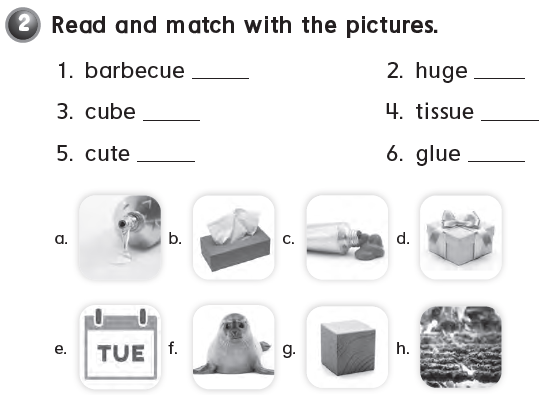 2 Read and match with the pictures.
1. barbecue _____ 2. huge _____
3. cube _____ 4. tissue _____
5. cute _____ 6. glue _____
a. b. c. d.
e. TUE f. g. h.